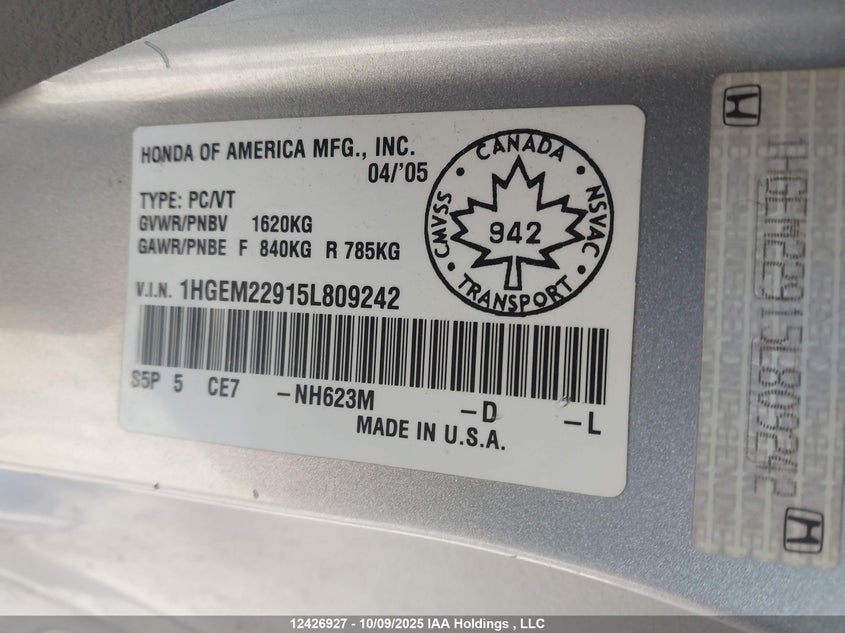 HONDA OF AMERICA MFG., INC.
04/'05
TYPE: PC/VT
GVWR/PNBV 1620KG
GAWR/PNBE F 840KG R 785KG
V.I.N. 1HGEM22915L809242
S5P 5 CE7 -NH623M -D -L
MADE IN U.S.A.
CANADA
CMVSS
942
NSVAC
TRANSPORT
1HGEM22915L809242
12426927 - 10/09/2025 IAA Holdings , LLC